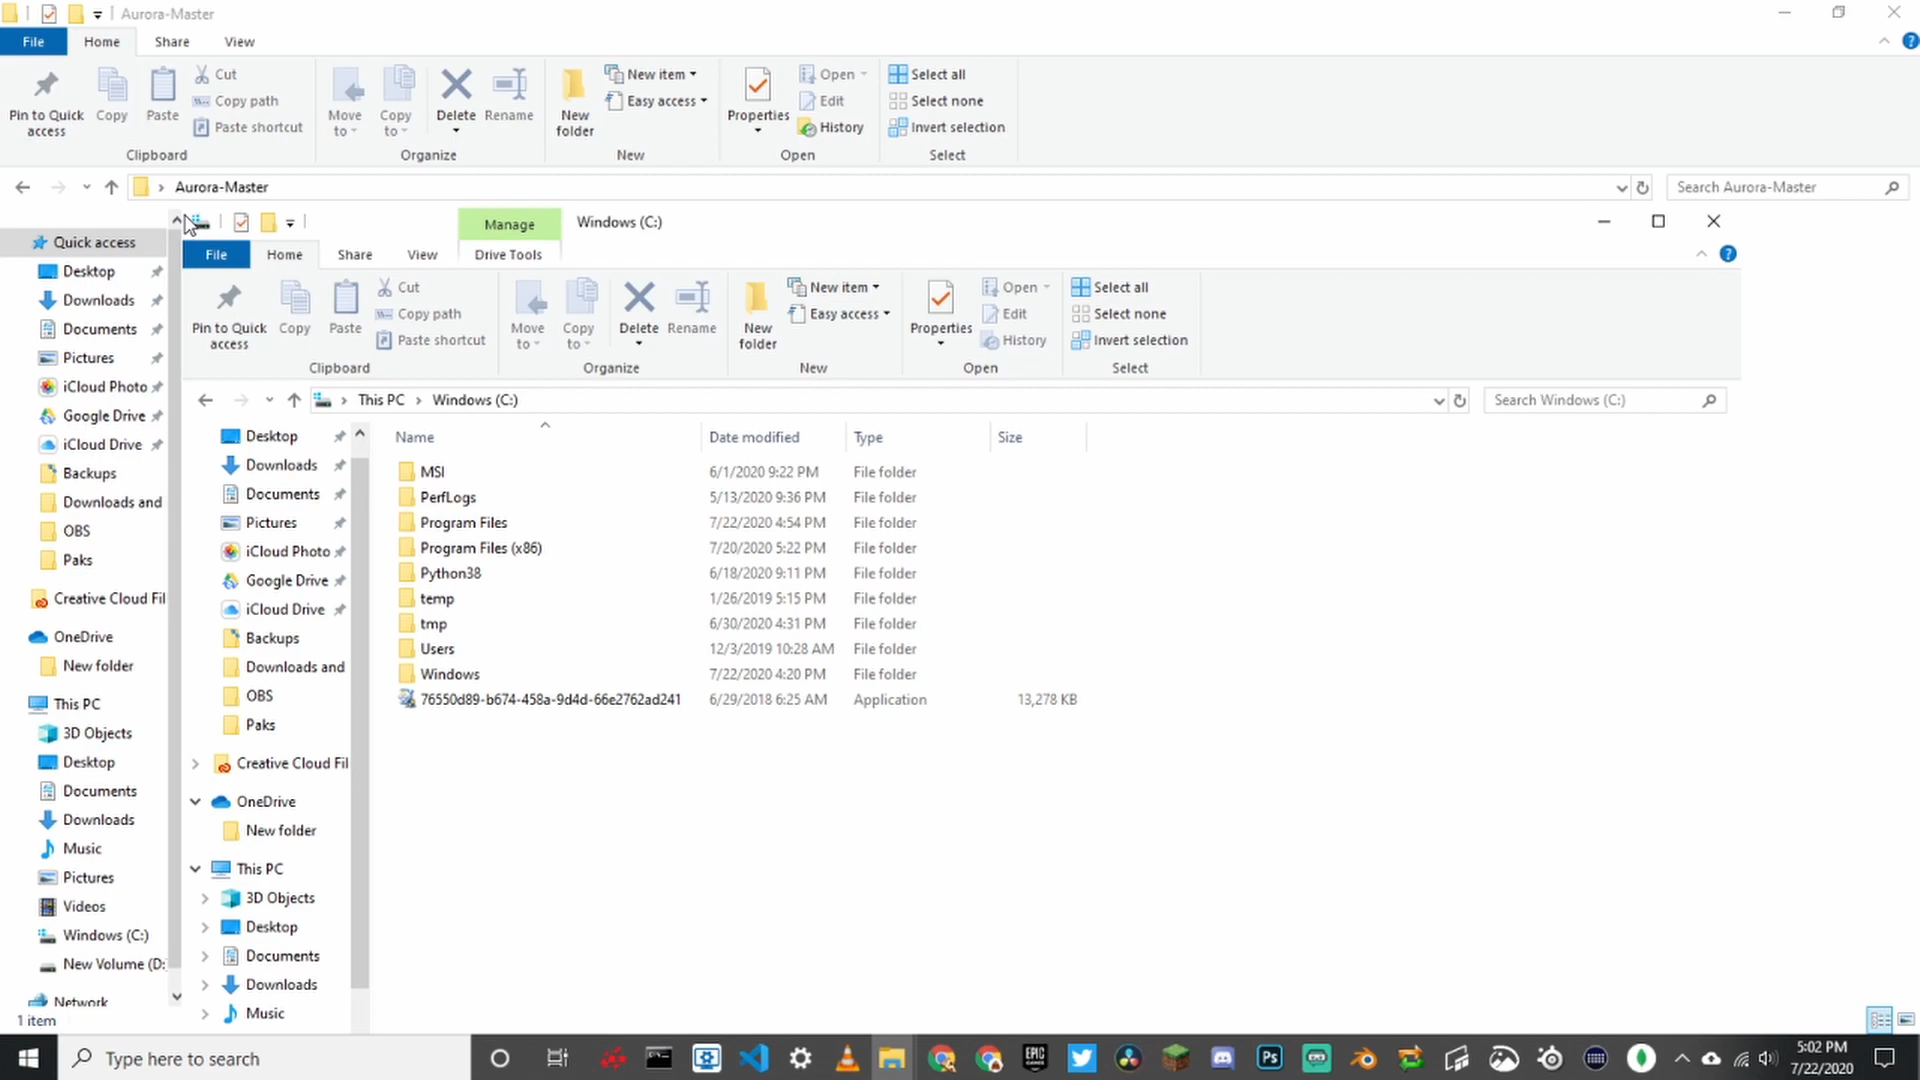 Aurora-Master
File Home Share View
Pin to Quick access
Copy
Paste
Cut
Copy path
Paste shortcut
Clipboard
Move to
Copy to
Delete
Rename
Organize
New folder
New item
Easy access
New
Properties
Open
Edit
History
Open
Select all
Select none
Invert selection
Select
Aurora-Master
Search Aurora-Master
Quick access
Desktop
Downloads
Documents
Pictures
iCloud Photo
Google Drive
iCloud Drive
Backups
Downloads and
OBS
Paks
Creative Cloud Fil
OneDrive
New folder
This PC
3D Objects
Desktop
Documents
Downloads
Music
Pictures
Videos
Windows (C:)
New Volume (D:
Network
1 item
Manage
Windows (C:)
File Home Share View Drive Tools
Pin to Quick access
Copy
Paste
Cut
Copy path
Paste shortcut
Clipboard
Move to
Copy to
Delete
Rename
Organize
New folder
New item
Easy access
New
Properties
Open
Edit
History
Open
Select all
Select none
Invert selection
Select
This PC Windows (C:)
Search Windows (C:)
Desktop
Downloads
Documents
Pictures
iCloud Photo
Google Drive
iCloud Drive
Backups
Downloads and
OBS
Paks
Creative Cloud Fil
OneDrive
New folder
This PC
3D Objects
Desktop
Documents
Downloads
Music
Name Date modified Type Size
MSI 6/1/2020 9:22 PM File folder
PerfLogs 5/13/2020 9:36 PM File folder
Program Files 7/22/2020 4:54 PM File folder
Program Files (x86) 7/20/2020 5:22 PM File folder
Python38 6/18/2020 9:11 PM File folder
temp 1/26/2019 5:15 PM File folder
tmp 6/30/2020 4:31 PM File folder
Users 12/3/2019 10:28 AM File folder
Windows 7/22/2020 4:20 PM File folder
76550d89-b674-458a-9d4d-66e2762ad241 6/29/2018 6:25 AM Application 13,278 KB
Type here to search
EPIC GAMES
Ps
5:02 PM
7/22/2020